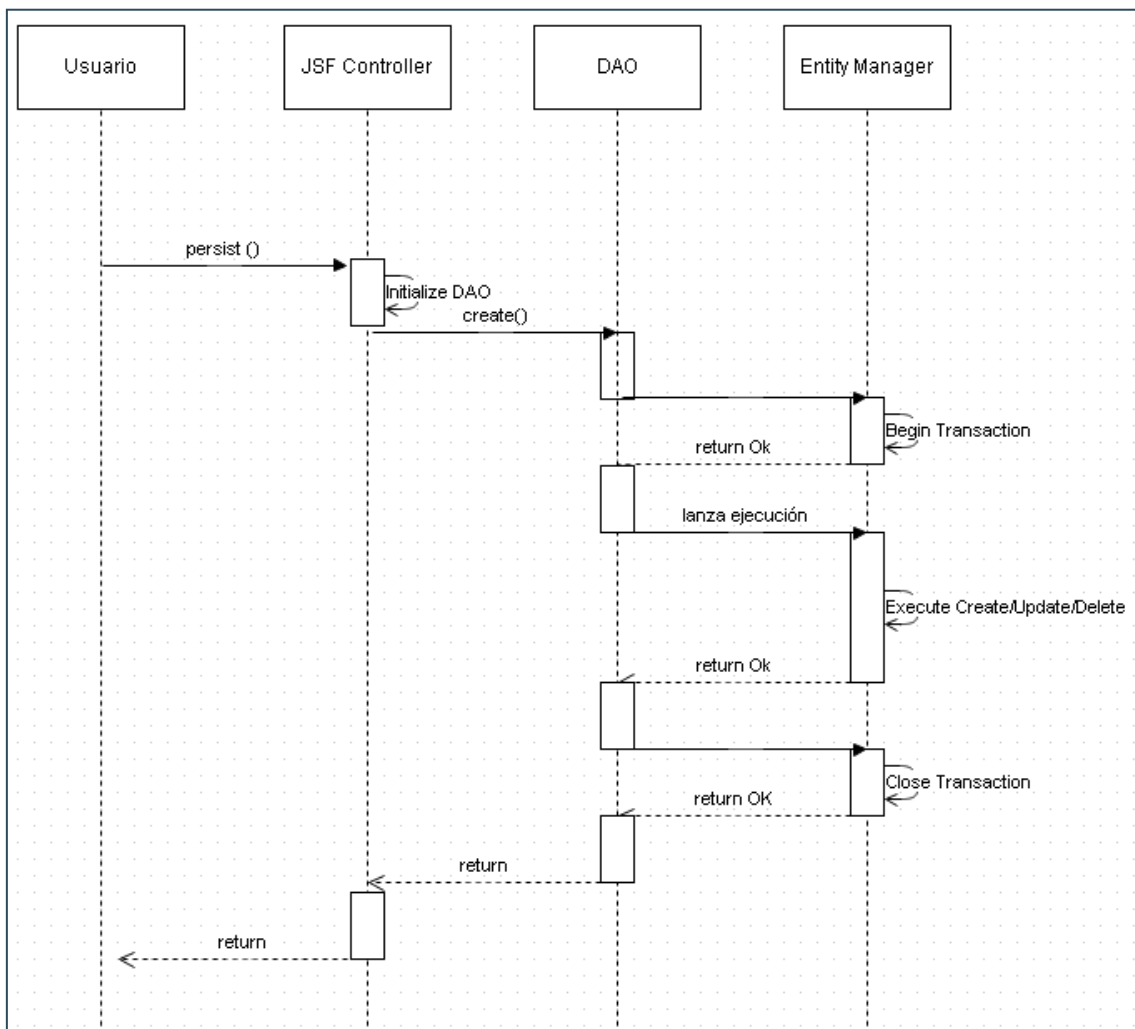 Usuario
JSF Controller
DAO
Entity Manager
persist ()
Initialize DAO
create()
Begin Transaction
return Ok
lanza ejecución
Execute Create/Update/Delete
return Ok
Close Transaction
return OK
return
return